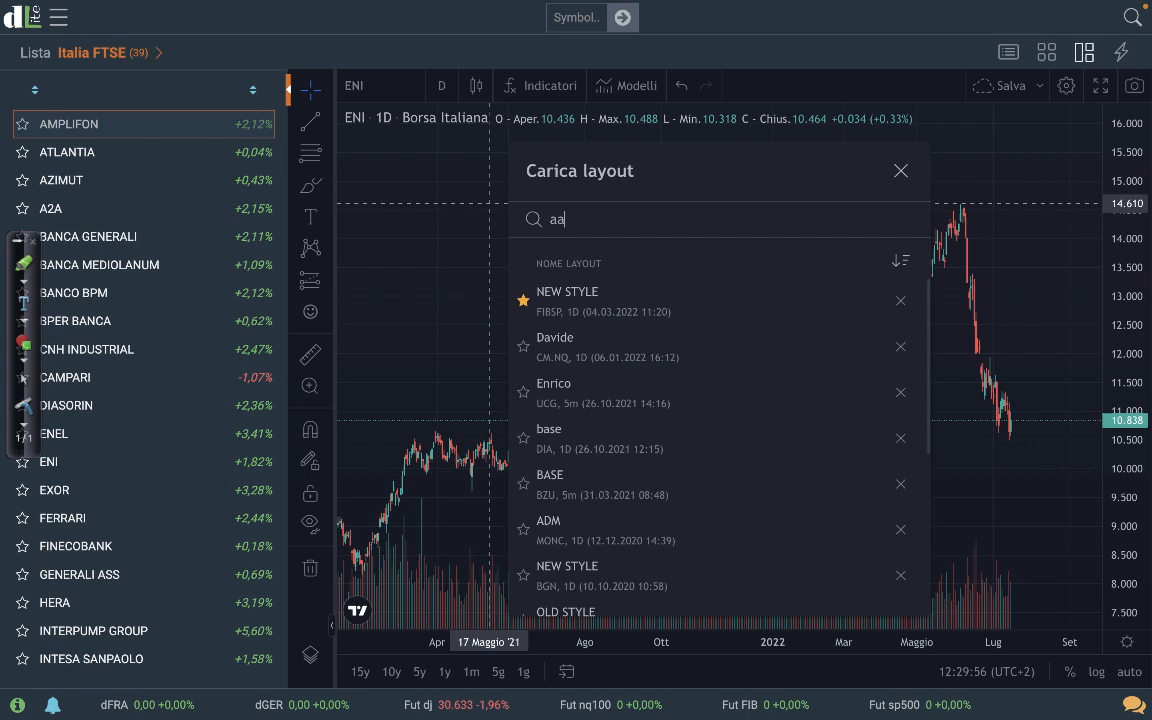 dLite
Symbol..
Lista Italia FTSE (39)
AMPLIFON +2,12%
ATLANTIA +0,04%
AZIMUT +0,43%
A2A +2,15%
BANCA GENERALI +2,11%
BANCA MEDIOLANUM +1,09%
BANCO BPM +2,12%
BPER BANCA +0,62%
CNH INDUSTRIAL +2,47%
CAMPARI -1,07%
DIASORIN +2,36%
ENEL +3,41%
ENI +1,82%
EXOR +3,28%
FERRARI +2,44%
FINECOBANK +0,18%
GENERALI ASS +0,69%
HERA +3,19%
INTERPUMP GROUP +5,60%
INTESA SANPAOLO +1,58%
T
1/1
ENI D Indicatori Modelli Salva
ENI · 1D · Borsa Italiana O - Aper.10.436 H - Max.10.488 L - Min.10.318 C - Chius.10.464 +0.034 (+0.33%)
Carica layout
aa
NOME LAYOUT
NEW STYLE
FIBSP, 1D (04.03.2022 11:20)
Davide
CM.NQ, 1D (06.01.2022 16:12)
Enrico
UCG, 5m (26.10.2021 14:16)
base
DIA, 1D (26.10.2021 12:15)
BASE
BZU, 5m (31.03.2021 08:48)
ADM
MONC, 1D (12.12.2020 14:39)
NEW STYLE
BGN, 1D (10.10.2020 10:58)
OLD STYLE
16.000
15.500
15.000
14.610
14.000
13.500
13.000
12.500
12.000
11.500
11.000
10.838
10.500
10.000
9.500
9.000
8.500
8.000
7.500
Apr 17 Maggio '21 Ago Ott 2022 Mar Maggio Lug Set
15y 10y 5y 1y 1m 5g 1g 12:29:56 (UTC+2) % log auto
dFRA 0,00 +0,00% dGER 0,00 +0,00% Fut dj 30.633 -1,96% Fut nq100 0 +0,00% Fut FIB 0 +0,00% Fut sp500 0 +0,00%